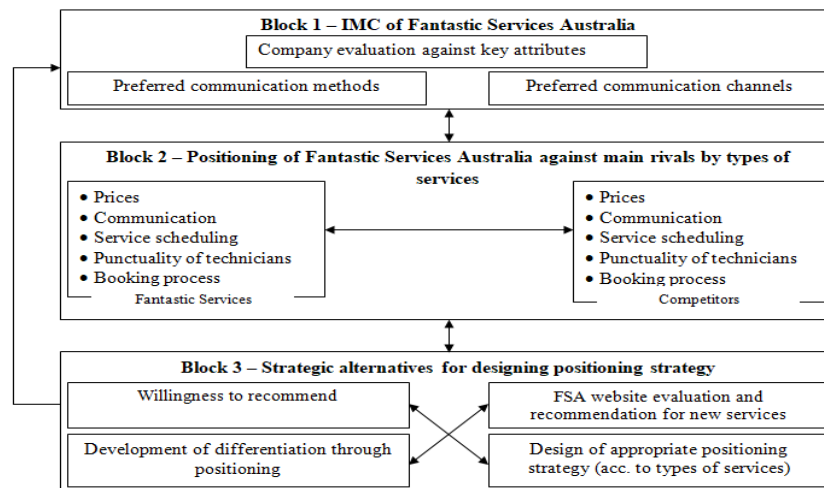 Block 1 – IMC of Fantastic Services Australia
Company evaluation against key attributes
Preferred communication methods
Preferred communication channels
Block 2 – Positioning of Fantastic Services Australia against main rivals by types of
services
• Prices
• Communication
• Service scheduling
• Punctuality of technicians
• Booking process
Fantastic Services
• Prices
• Communication
• Service scheduling
• Punctuality of technicians
• Booking process
Competitors
Block 3 – Strategic alternatives for designing positioning strategy
Willingness to recommend
FSA website evaluation and
recommendation for new services
Development of differentiation through
positioning
Design of appropriate positioning
strategy (acc. to types of services)